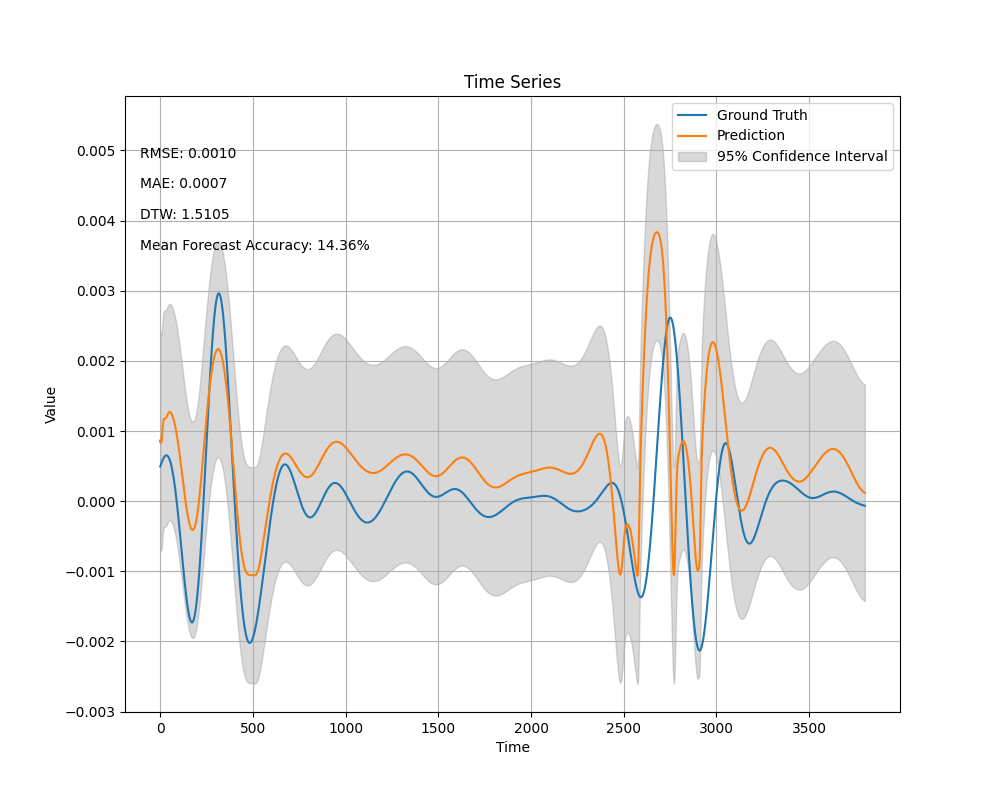 Time Series
Ground Truth
Prediction
95% Confidence Interval
RMSE: 0.0010
MAE: 0.0007
DTW: 1.5105
Mean Forecast Accuracy: 14.36%
0.005
0.004
0.003
0.002
0.001
0.000
−0.001
−0.002
−0.003
Value
0 500 1000 1500 2000 2500 3000 3500
Time